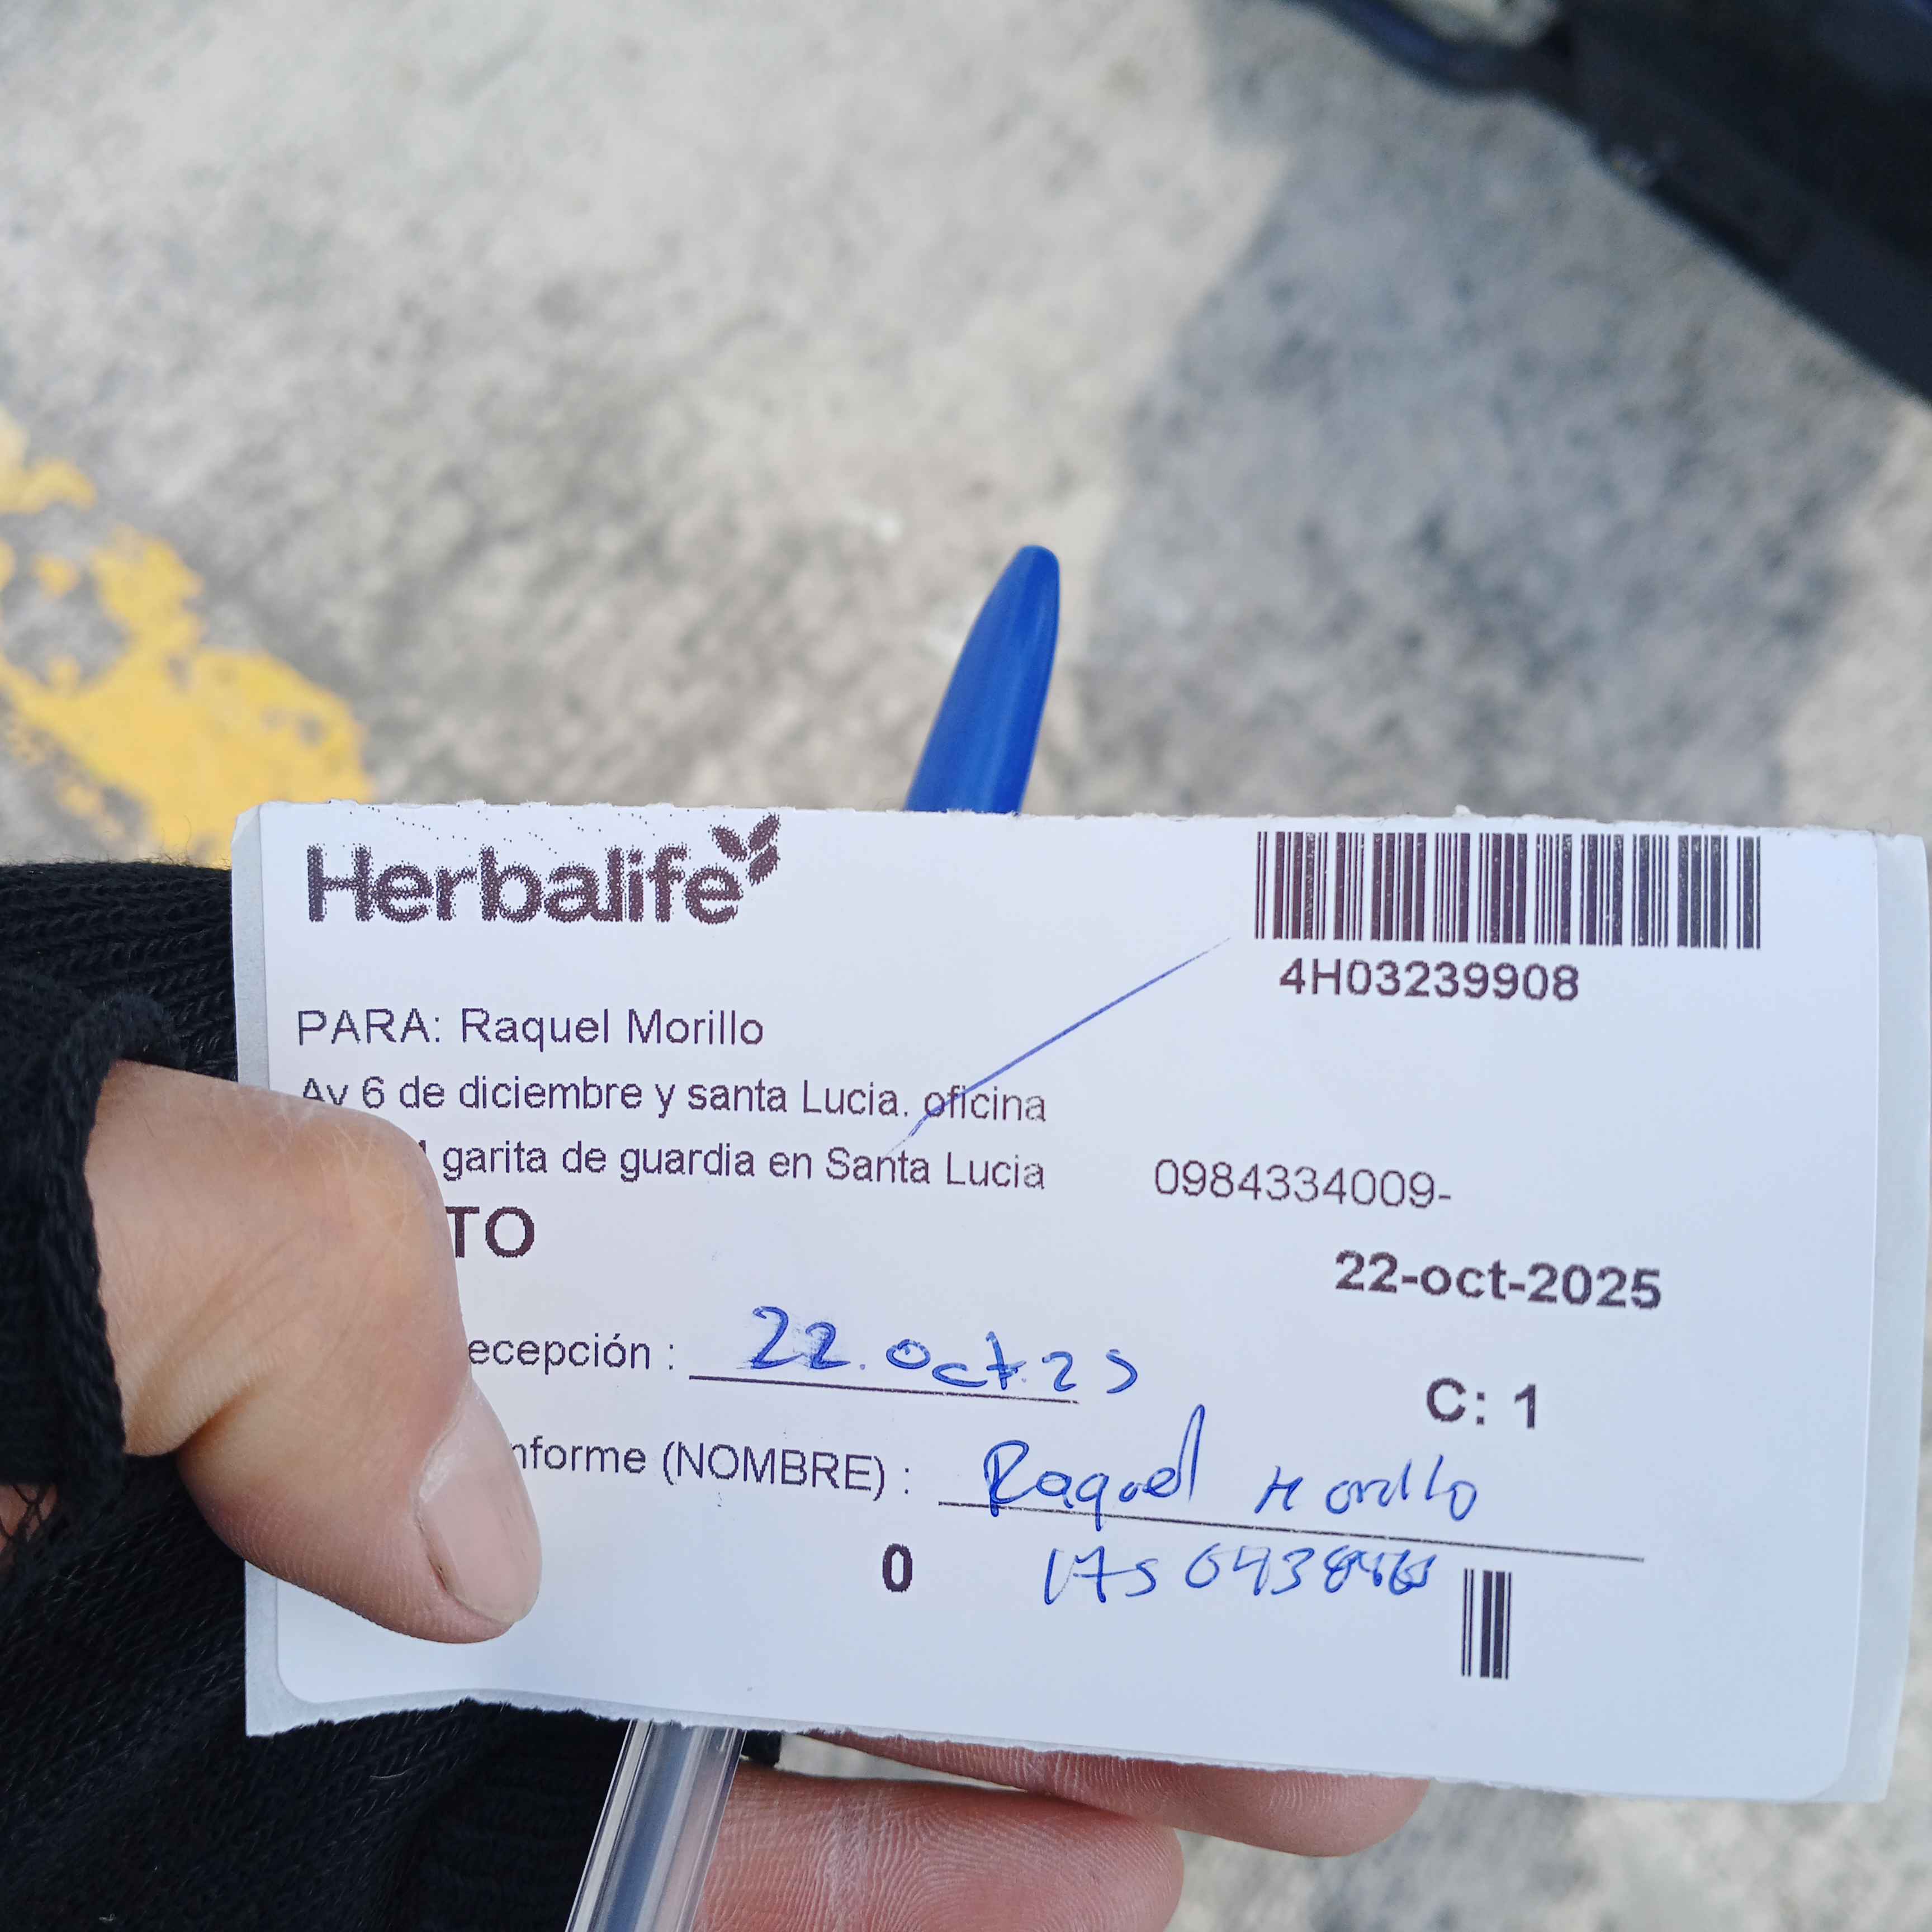 Herbalife
4H03239908
PARA: Raquel Morillo
Av 6 de diciembre y santa Lucia. oficina
garita de guardia en Santa Lucia 0984334009-
TO
22-oct-2025
ecepción : 22.oct.25
C: 1
nforme (NOMBRE) : Raquel Morillo
0